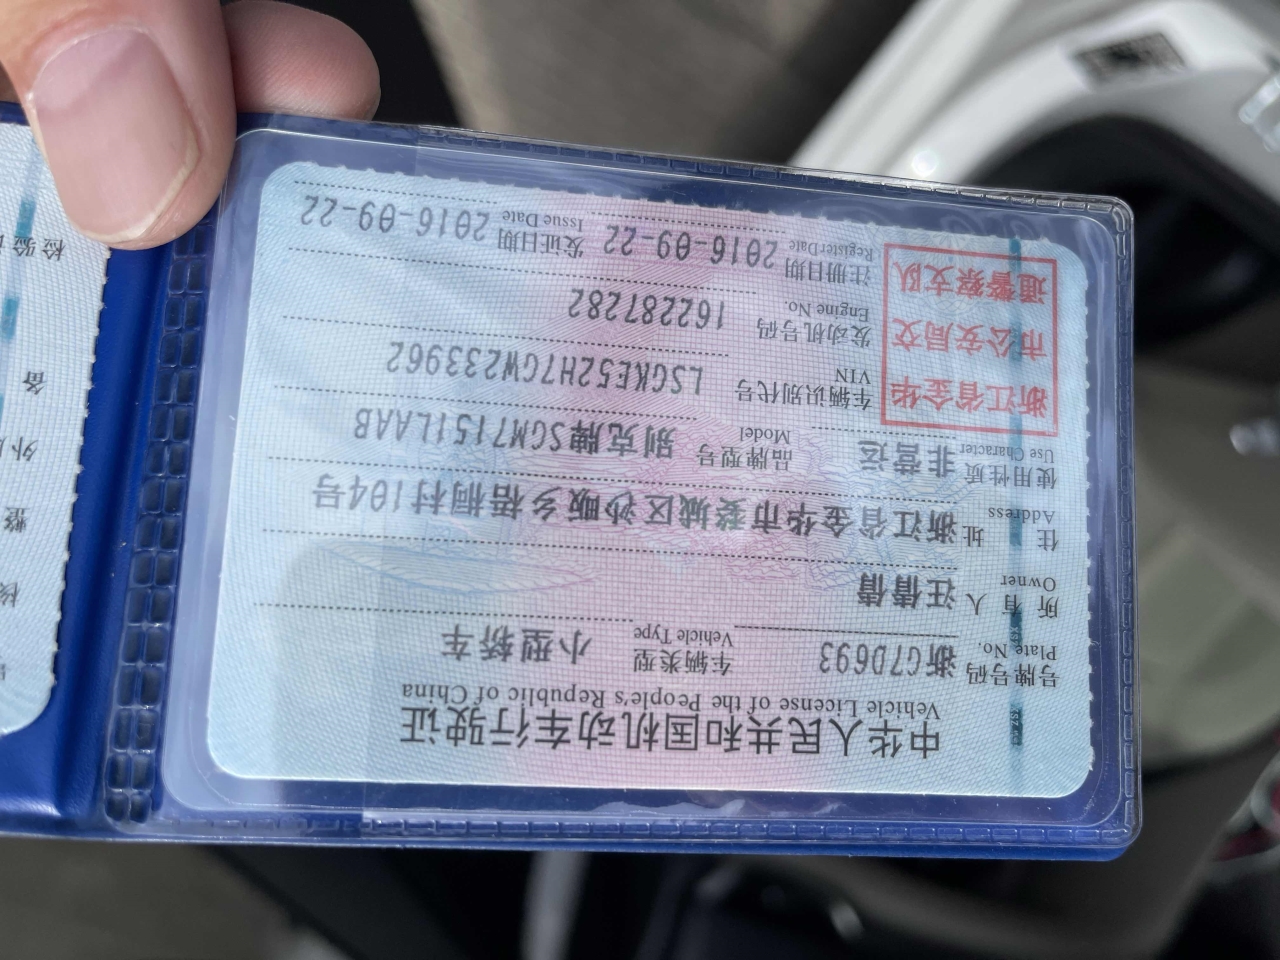 中华人民共和国机动车行驶证
Vehicle License of the People's Republic of China
号牌号码 浙G7D693 车辆类型 小型轿车
Plate No. Vehicle Type
所有人 汪倩倩
Owner
住址 浙江省金华市婺城区沙畈乡梧桐村104号
Address
使用性质 非营运 品牌型号 别克牌SGM7151LAAB
Use Character Model
浙江省金华
市公安局交
通警察支队
车辆识别代号 LSGKE52H7GW233962
VIN
发动机号码 162287282
Engine No.
注册日期 2016-09-22 发证日期 2016-09-22
Register Date Issue Date
核
整
外
备
检验